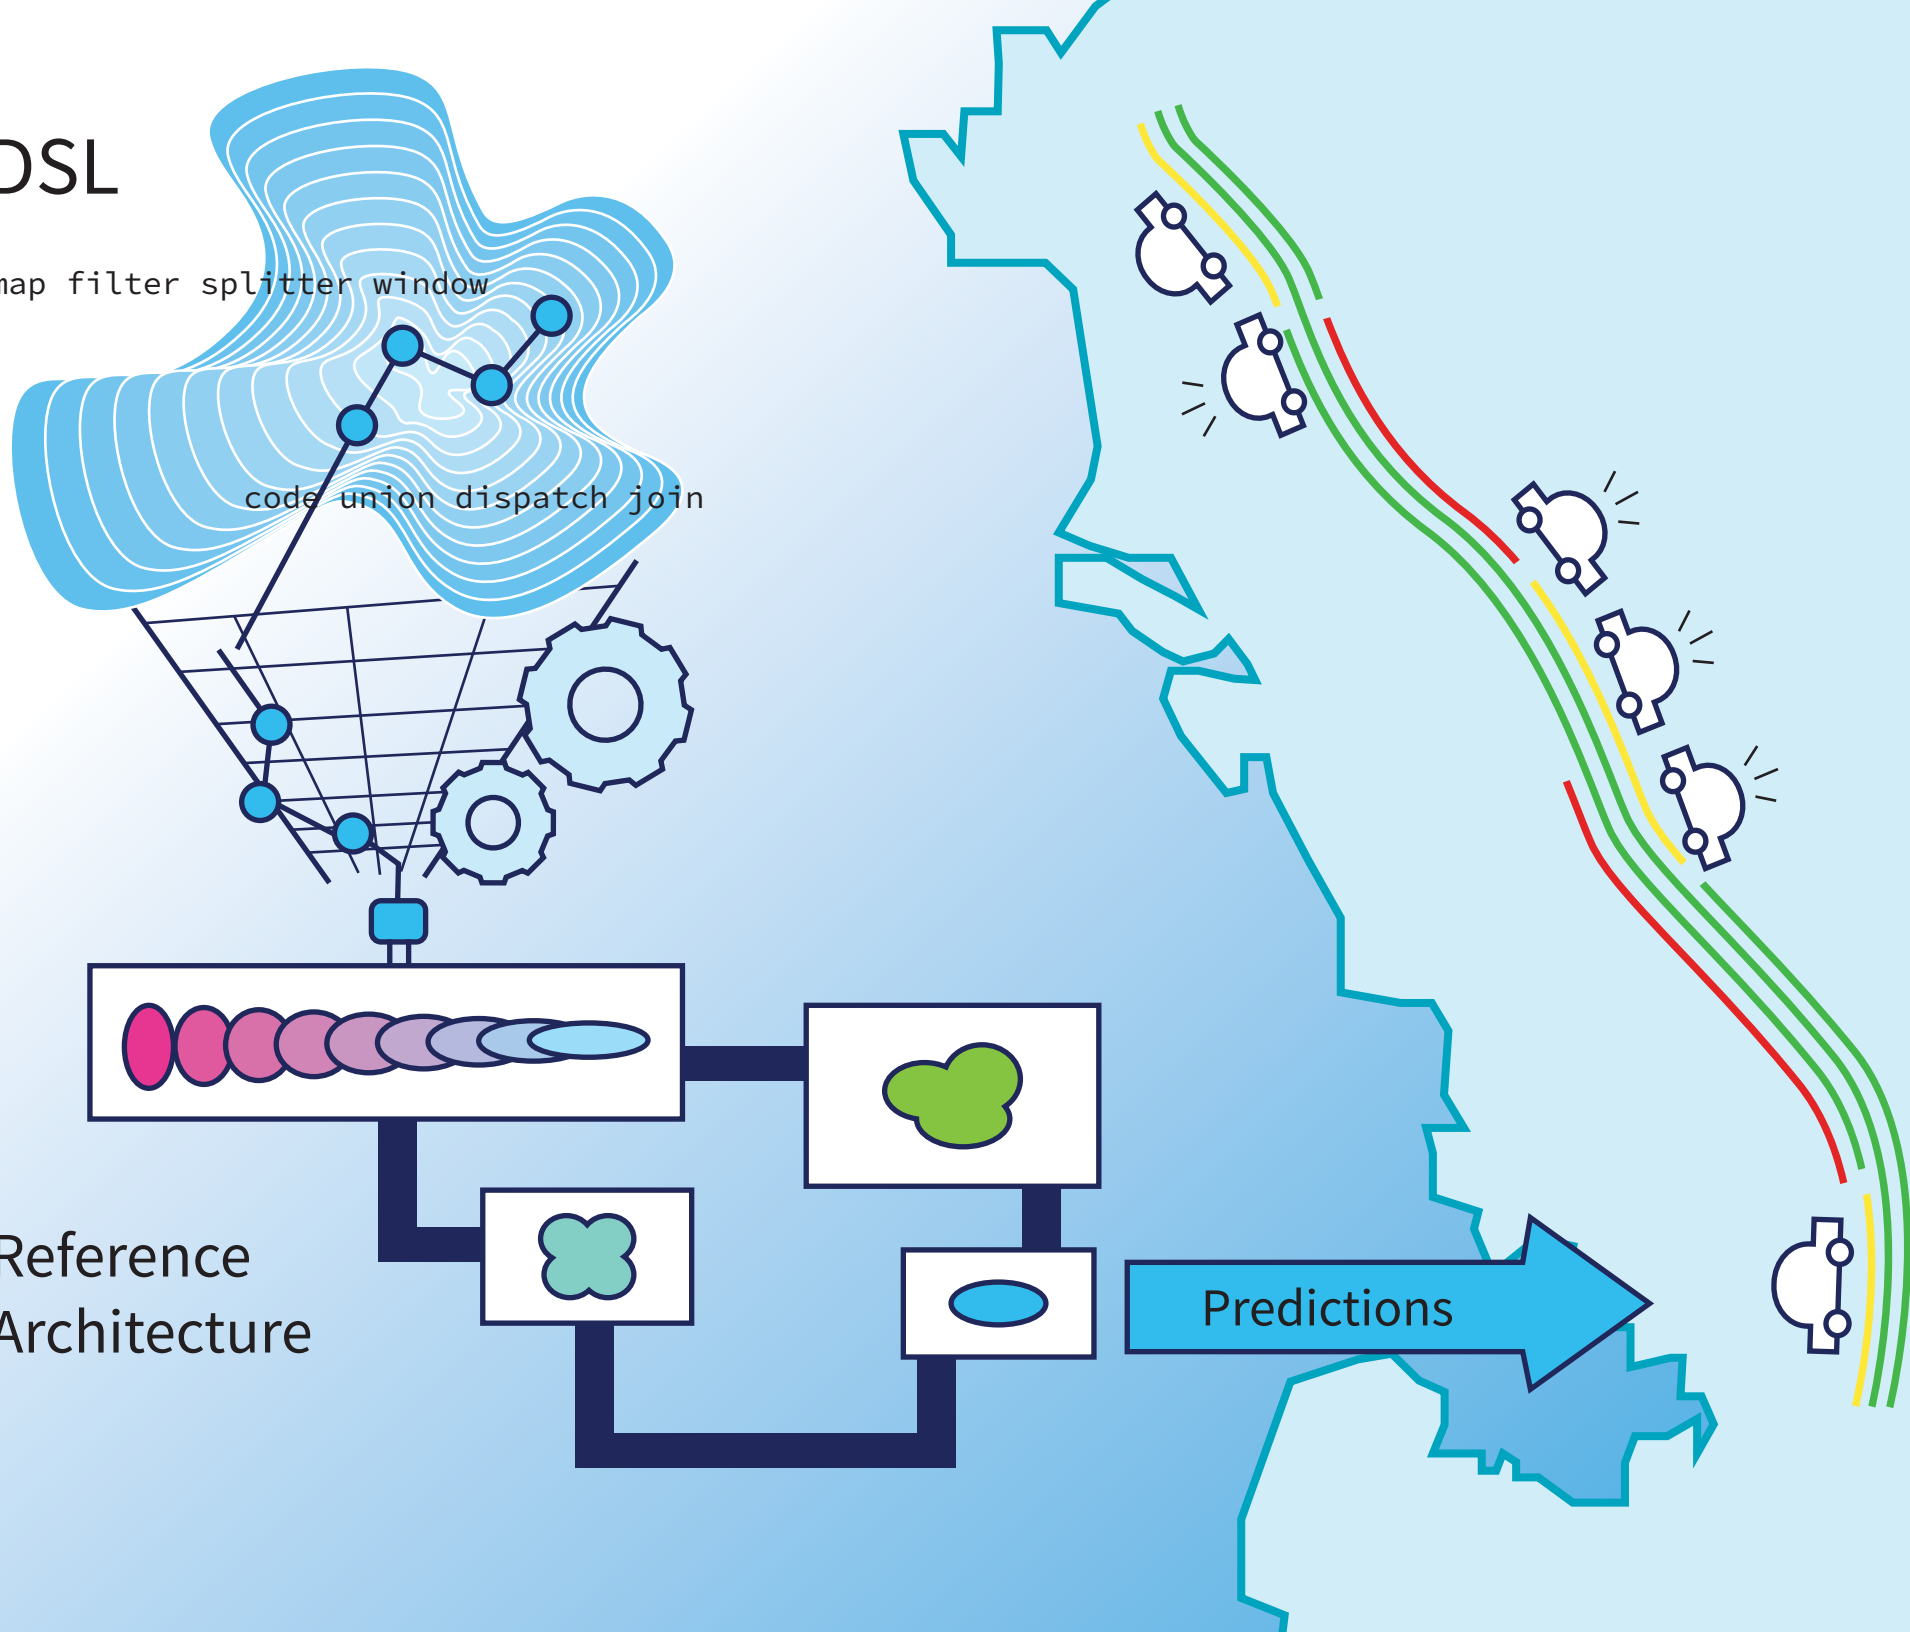 DSL
map filter splitter window
code union dispatch join
Reference
Architecture
Predictions